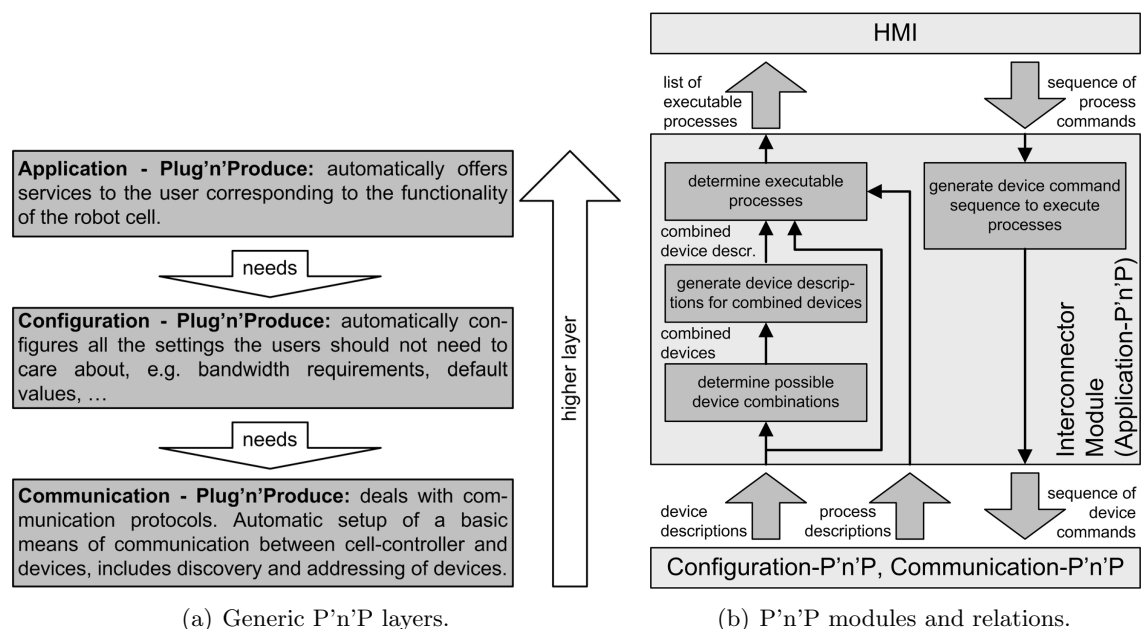 Application - Plug'n'Produce: automatically offers
services to the user corresponding to the functionality
of the robot cell.
needs
Configuration - Plug'n'Produce: automatically con-
figures all the settings the users should not need to
care about, e.g. bandwidth requirements, default
values, ...
needs
Communication - Plug'n'Produce: deals with com-
munication protocols. Automatic setup of a basic
means of communication between cell-controller and
devices, includes discovery and addressing of devices.
higher layer
(a) Generic P'n'P layers.
HMI
list of
executable
processes
sequence of
process
commands
determine executable
processes
generate device command
sequence to execute
processes
combined
device descr.
generate device descrip-
tions for combined devices
combined
devices
determine possible
device combinations
Interconnector
Module
(Application-P'n'P)
device
descriptions
process
descriptions
sequence of
device
commands
Configuration-P'n'P, Communication-P'n'P
(b) P'n'P modules and relations.